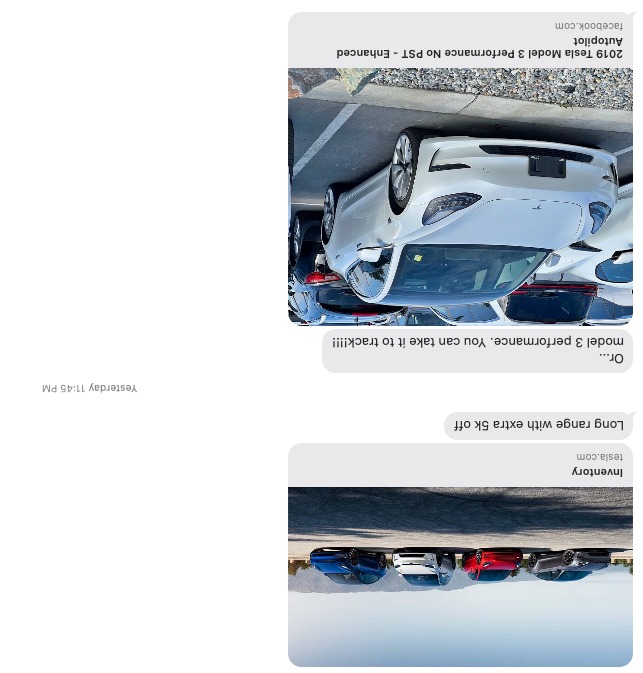 Inventory
tesla.com
Long range with extra 5k off
Yesterday 11:45 PM
Or...
model 3 performance. You can take it to track!!!!
2019 Tesla Model 3 Performance No PST - Enhanced
Autopilot
facebook.com